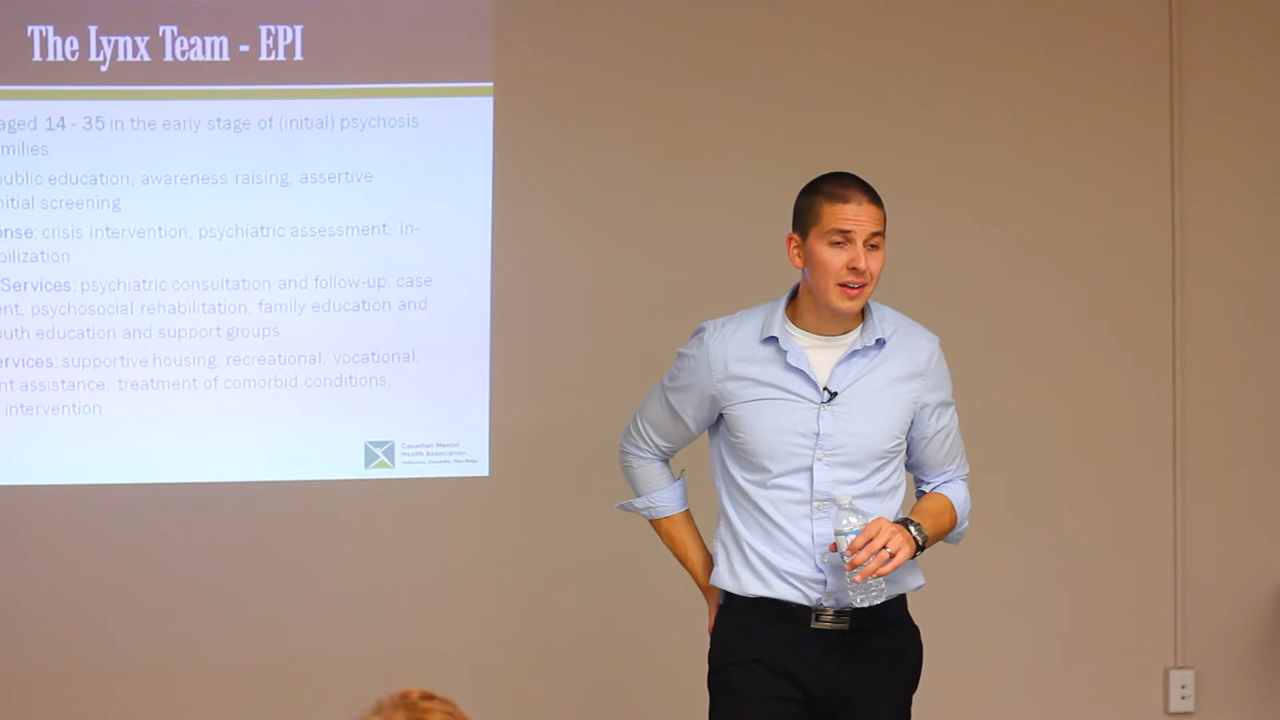 The Lynx Team - EPI
aged 14 - 35 in the early stage of (initial) psychosis
milies
public education, awareness raising, assertive
nitial screening
onse: crisis intervention, psychiatric assessment, in-
bilization
Services: psychiatric consultation and follow-up, case
ent, psychosocial rehabilitation, family education and
outh education and support groups
ervices: supportive housing, recreational, vocational,
nt assistance, treatment of comorbid conditions,
intervention
Canadian Mental
Health Association